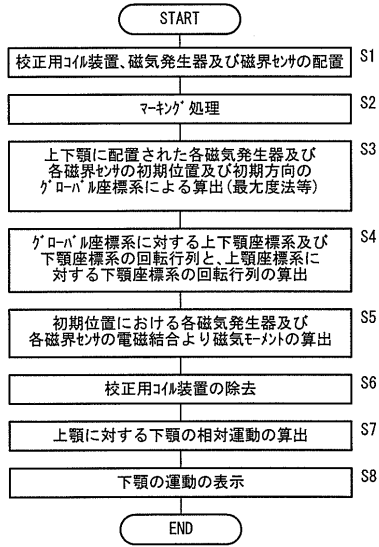 START
S1
校正用ｺｲﾙ装置、磁気発生器及び磁界ｾﾝｻの配置
S2
ﾏｰｷﾝｸﾞ処理
S3
上下顎に配置された各磁気発生器及び
各磁界ｾﾝｻの初期位置及び初期方向の
ｸﾞﾛｰﾊﾞﾙ座標系による算出(最尤度法等)
S4
ｸﾞﾛｰﾊﾞﾙ座標系に対する上下顎座標系及び
下顎座標系の回転行列と、上顎座標系に
対する下顎座標系の回転行列の算出
S5
初期位置における各磁気発生器及び
各磁界ｾﾝｻの電磁結合より磁気ﾓｰﾒﾝﾄの算出
S6
校正用ｺｲﾙ装置の除去
S7
上顎に対する下顎の相対運動の算出
S8
下顎の運動の表示
END